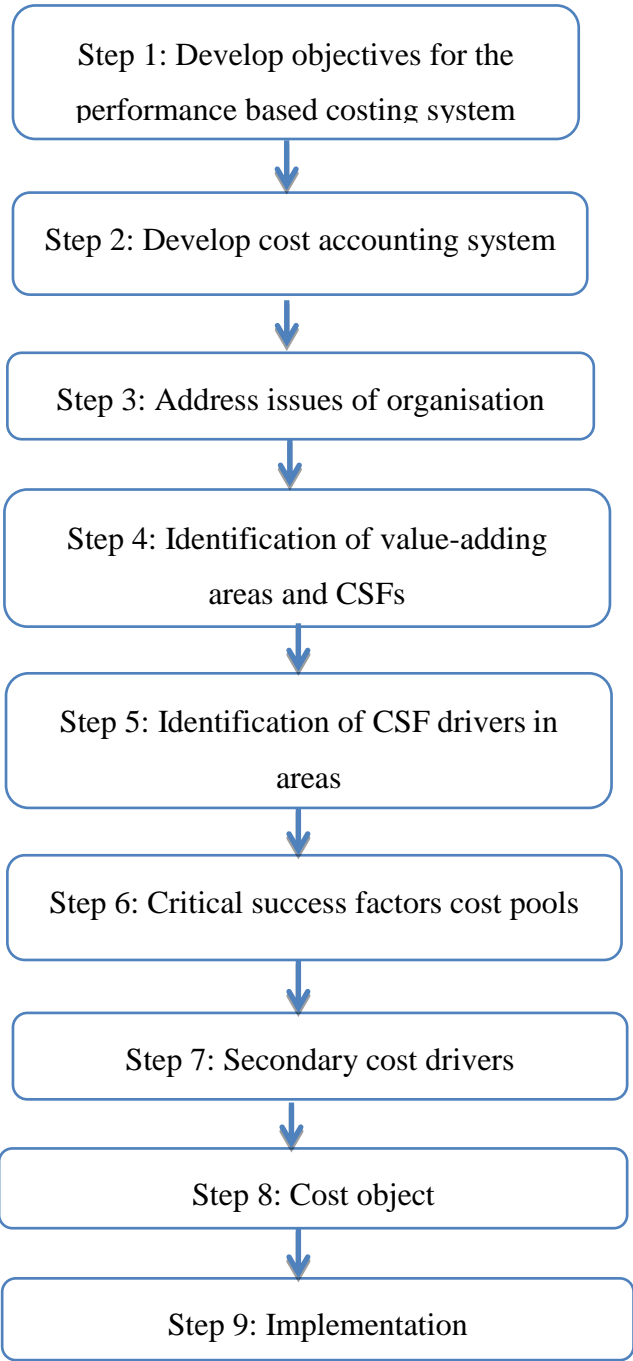 Step 1: Develop objectives for the
performance based costing system
Step 2: Develop cost accounting system
Step 3: Address issues of organisation
Step 4: Identification of value-adding
areas and CSFs
Step 5: Identification of CSF drivers in
areas
Step 6: Critical success factors cost pools
Step 7: Secondary cost drivers
Step 8: Cost object
Step 9: Implementation